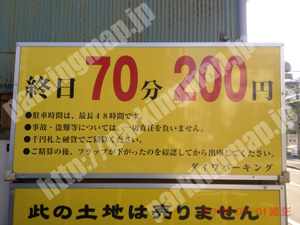 終日 70分 200円
●駐車時間は、最長48時間です。
●事故・盗難等については、一切責任を負いません。
●千円札と硬貨でご精算ください。
●ご精算の後、フラップが下がったのを確認してから出庫してください。
ダイワパーキング
此の土地は売りません
parkingmap.jp